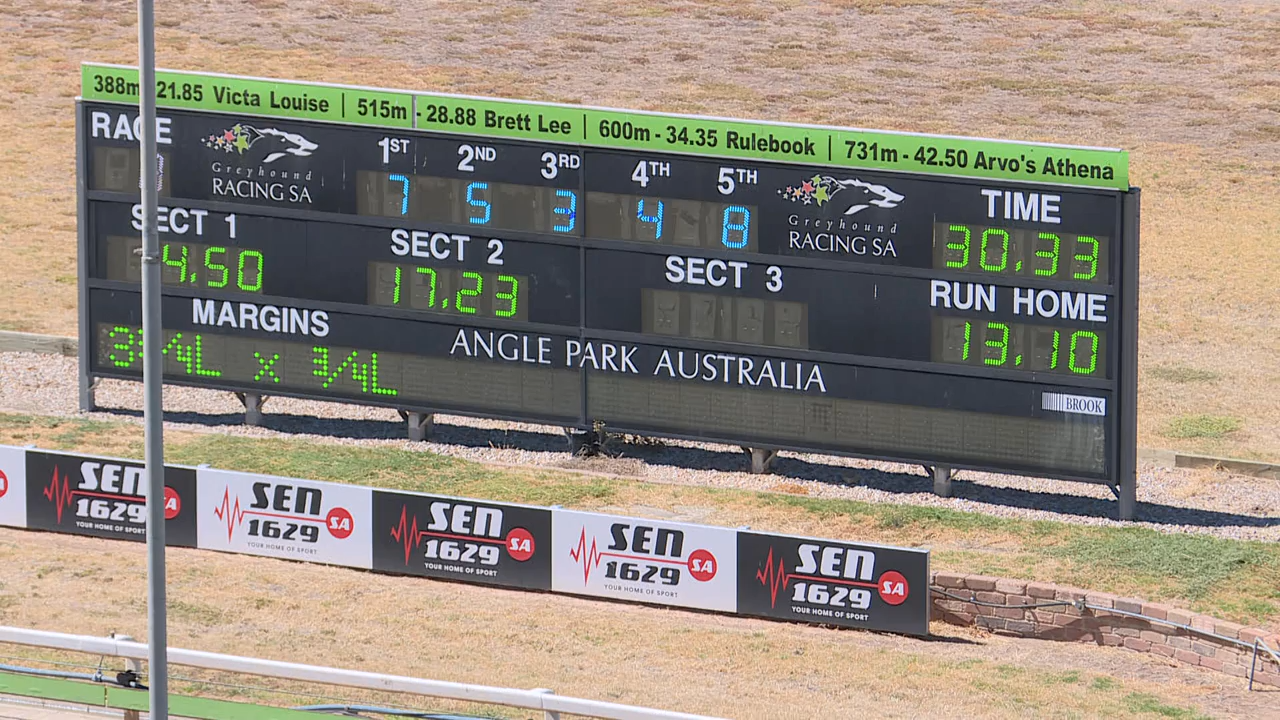 388m 21.85 Victa Louise | 515m - 28.88 Brett Lee | 600m - 34.35 Rulebook | 731m - 42.50 Arvo's Athena
RACE
Greyhound
RACING SA
1ST 2ND 3RD 4TH 5TH
7 5 3 4 8
Greyhound
RACING SA
TIME
30.33
SECT 1
4.50
SECT 2
17.23
SECT 3
RUN HOME
13.10
MARGINS
x 3/4L
ANGLE PARK AUSTRALIA
BROOK
SEN
1629
SA
YOUR HOME OF SPORT
SEN
1629
SA
YOUR HOME OF SPORT
SEN
1629
SA
YOUR HOME OF SPORT
SEN
1629
SA
YOUR HOME OF SPORT
SEN
1629
SA
YOUR HOME OF SPORT